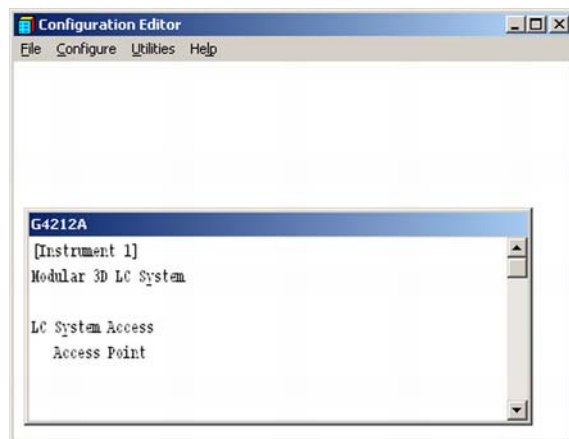 Configuration Editor
File Configure Utilities Help
G4212A
[Instrument 1]
Modular 3D LC System
LC System Access
Access Point